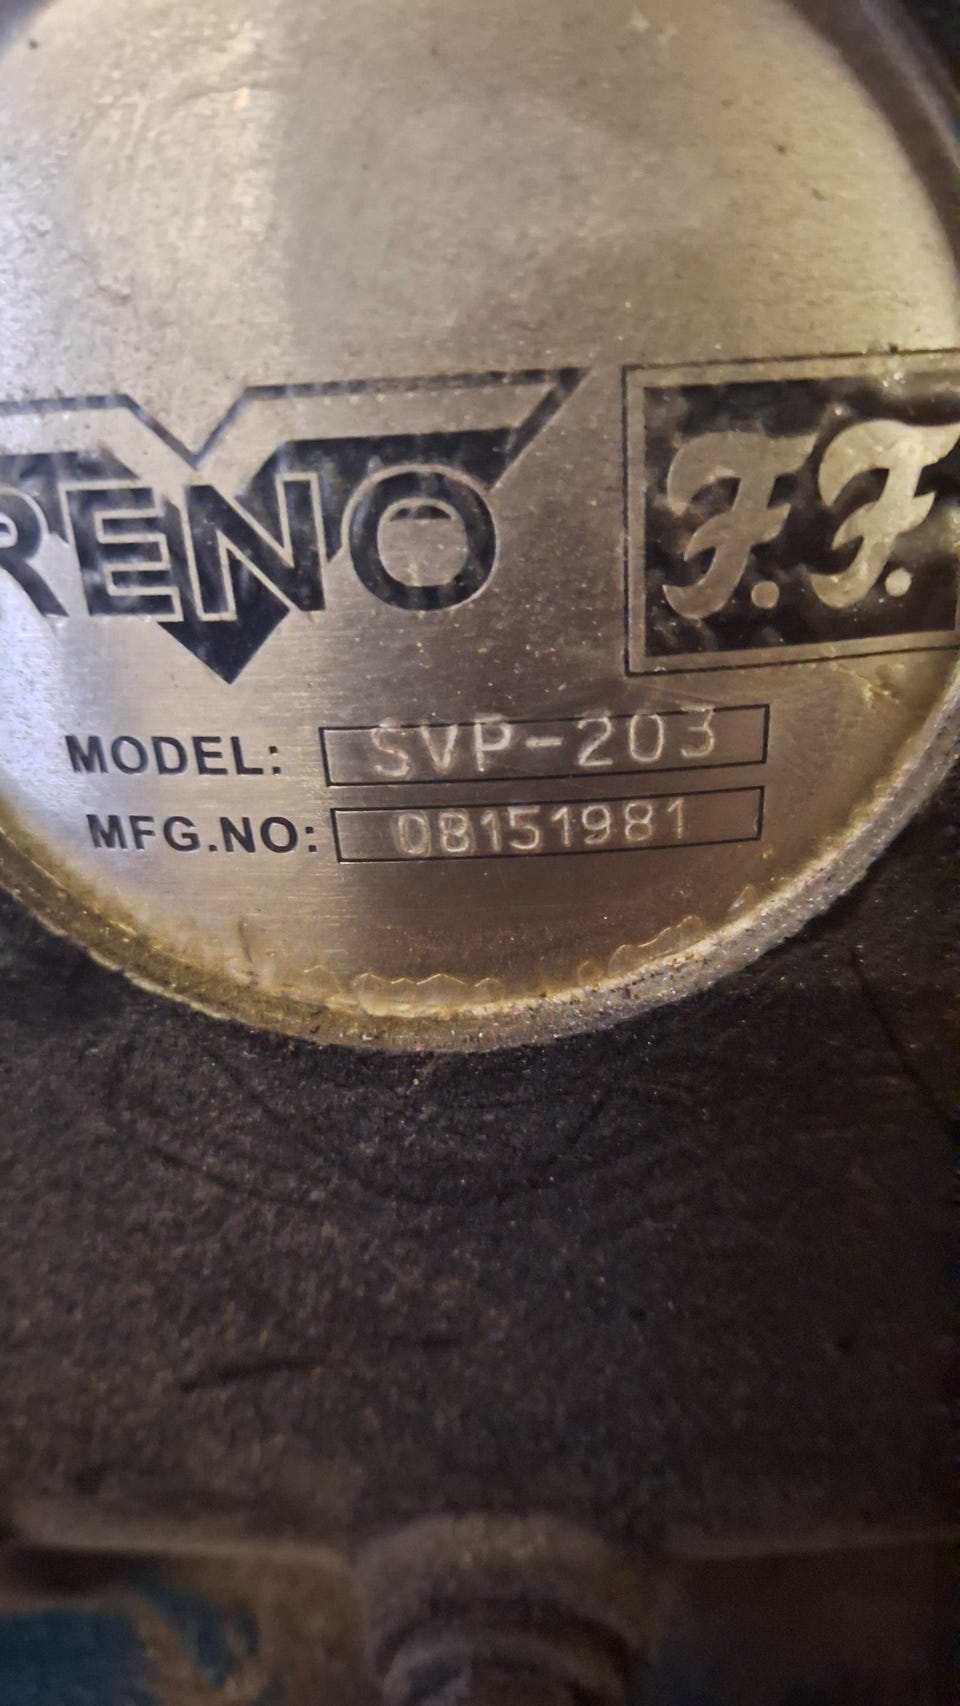 RENO F.F.
MODEL: SVP-203
MFG.NO: 08151981